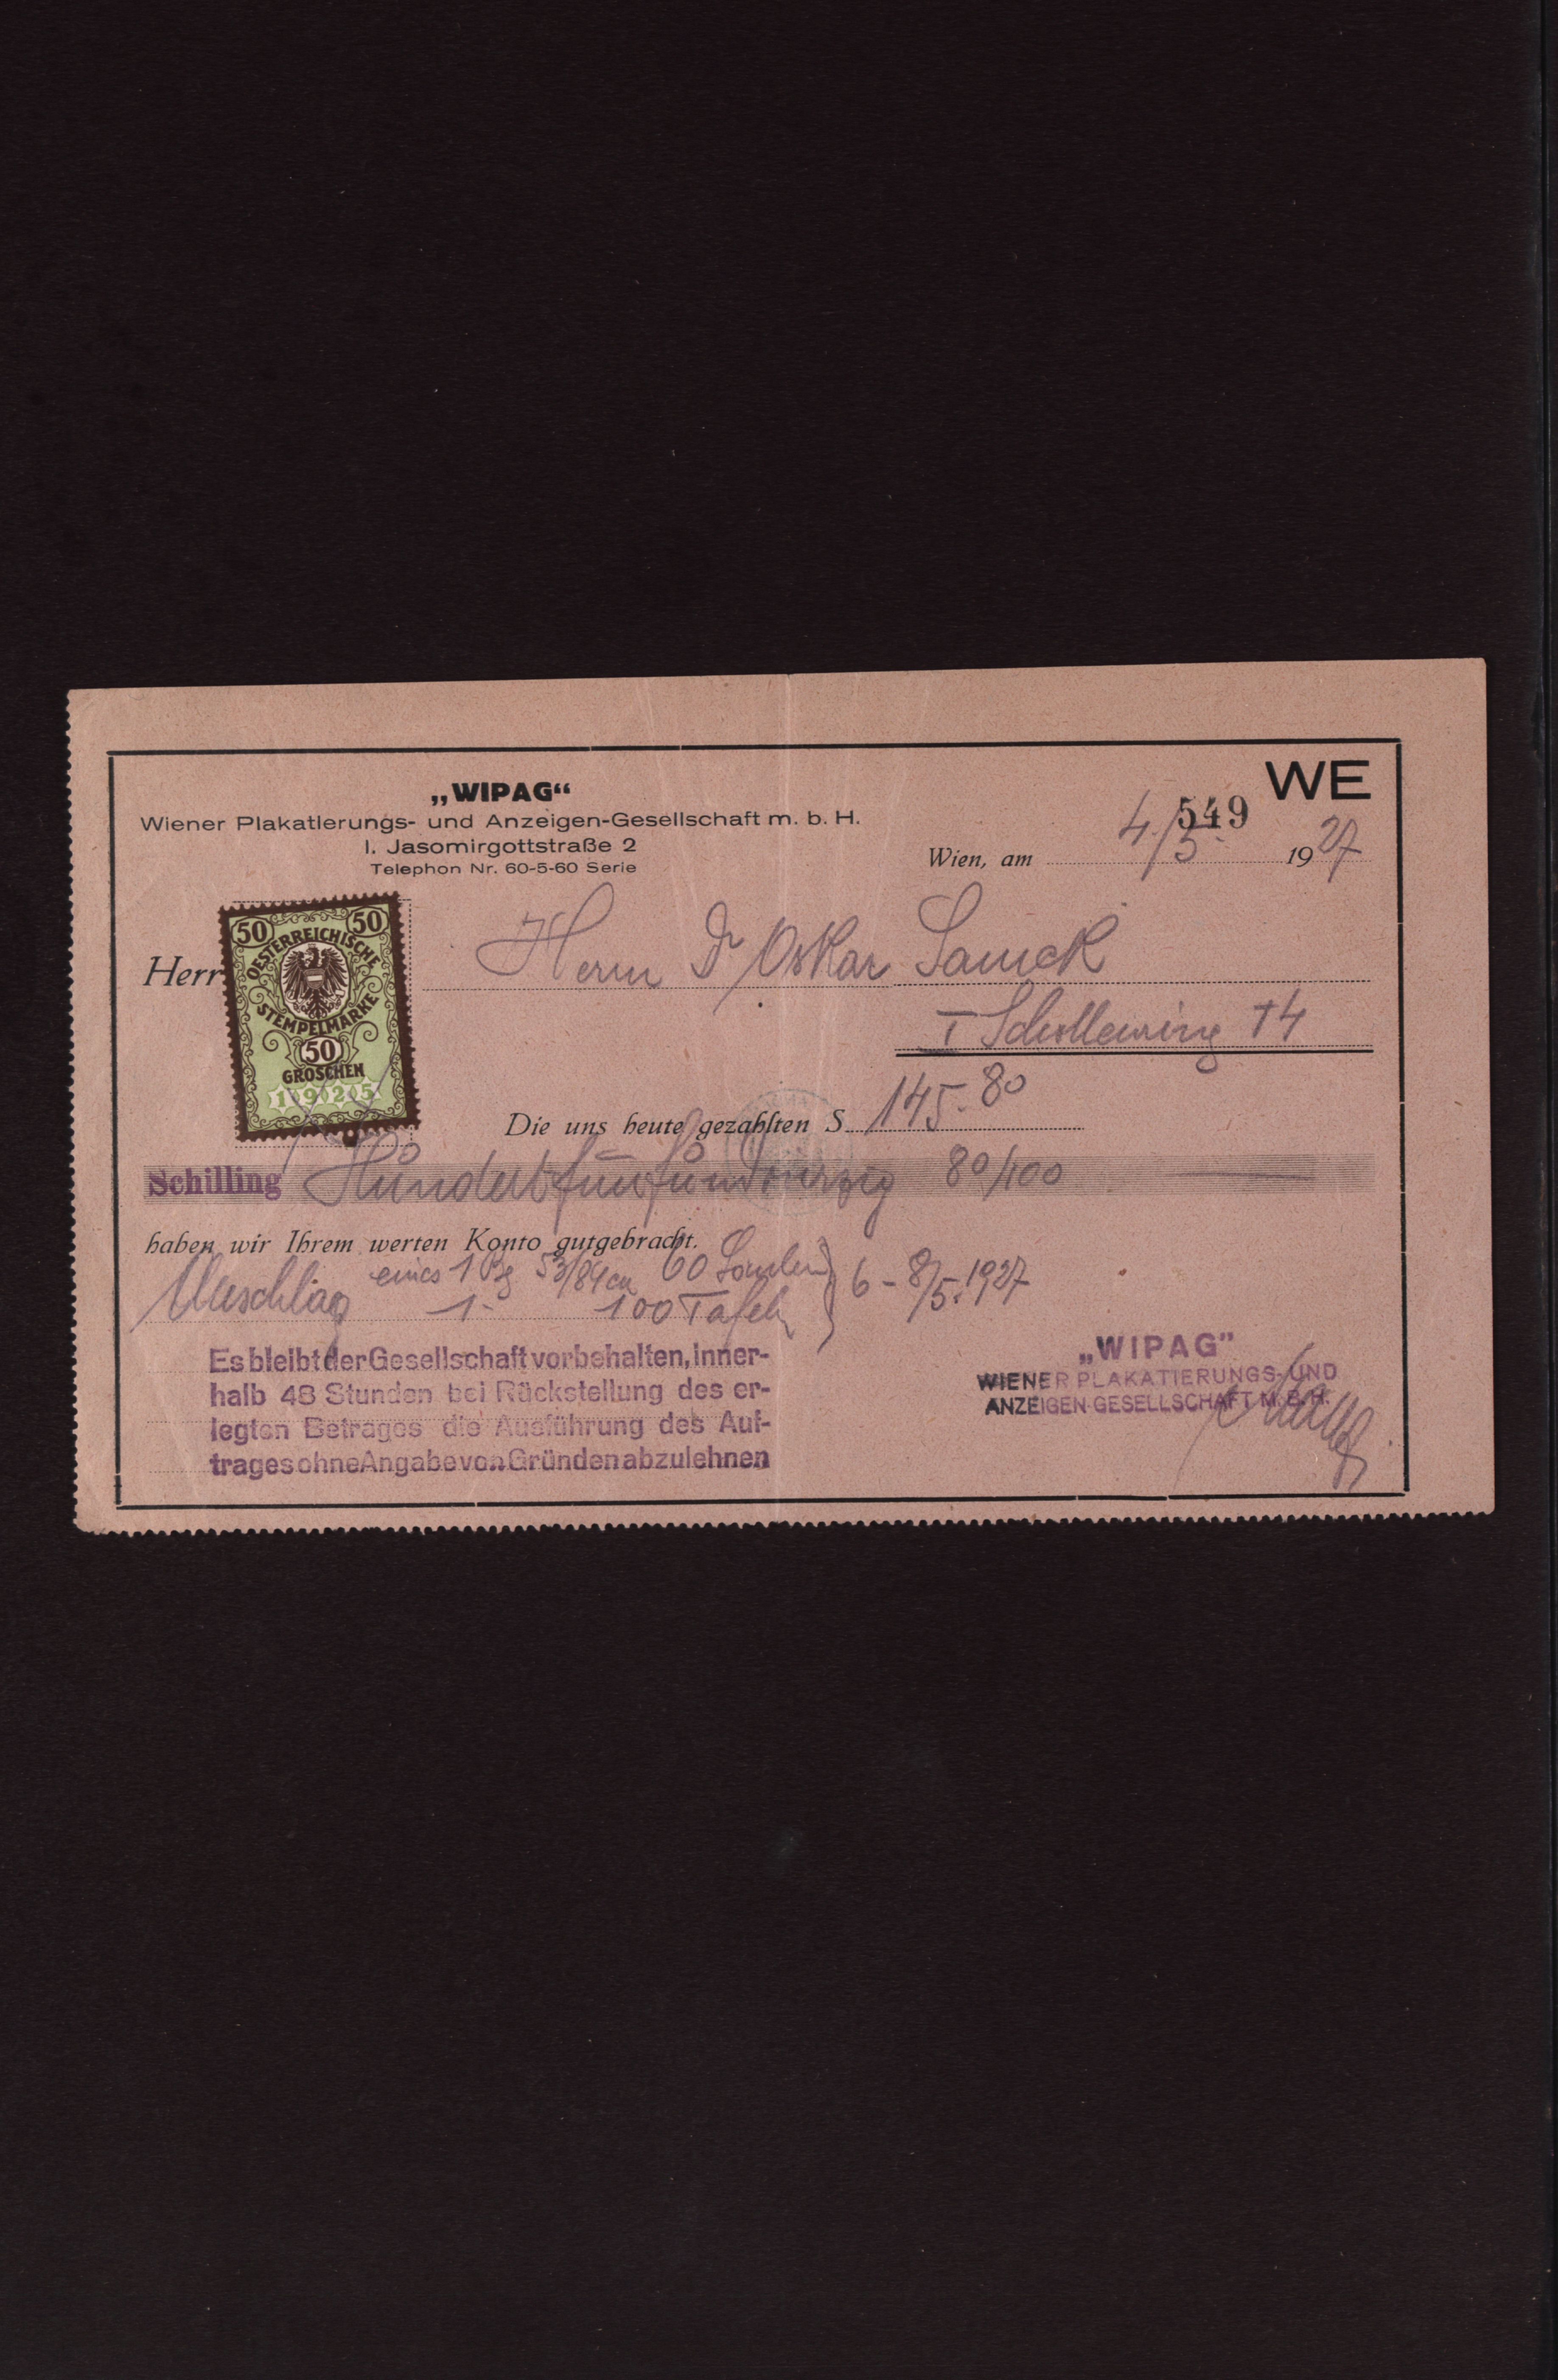 „WIPAG“
WE
Wiener Plakatierungs- und Anzeigen-Gesellschaft m. b. H.
549
I. Jasomirgottstraße 2
Wien, am 4./5. 1927
Telephon Nr. 60-5-60 Serie
50 50
OESTERREICHISCHE
STEMPELMARKE
50
GROSCHEN
1925
Herr
Herrn Dr Oskar Samek
I Schottenring 14
Die uns heute gezahlten S 145.80
Schilling Hundertfünfundvierzig 80/100
haben wir Ihrem werten Konto gutgebracht.
eines 1 53/84 cm 60 Säulen
1 - 100 Tafeln
6 - 8/5. 1927
Es bleibt der Gesellschaft vorbehalten, inner-
halb 48 Stunden bei Rückstellung des er-
legten Betrages die Ausführung des Auf-
trages ohne Angabe von Gründen abzulehnen
„WIPAG”
WIENER PLAKATIERUNGS- UND
ANZEIGEN-GESELLSCHAFT M. B. H.